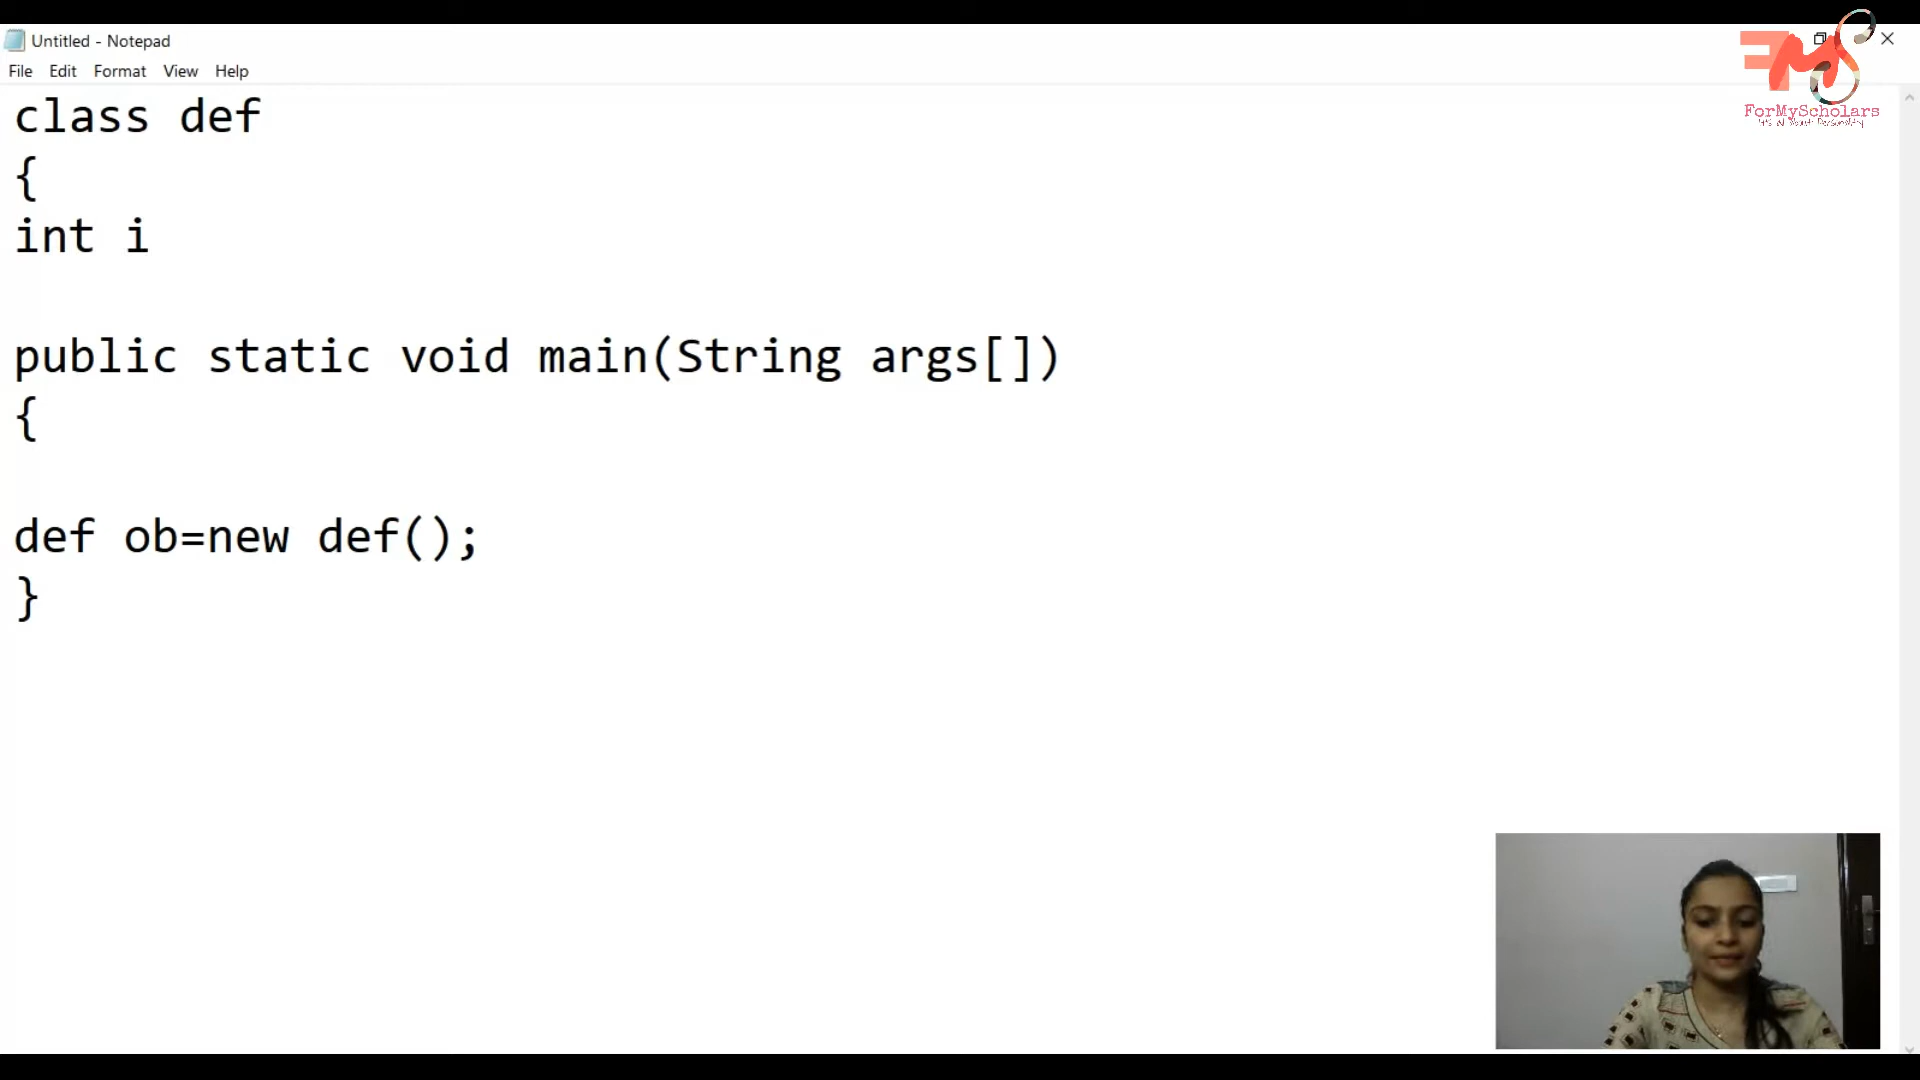 Untitled - Notepad
File Edit Format View Help
class def
{
int i
public static void main(String args[])
{
def ob=new def();
}
FMS
ForMyScholars